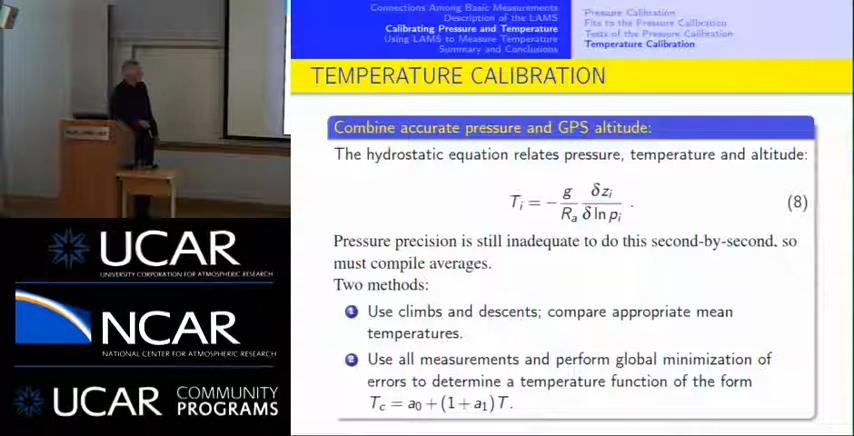 Connections Among Basic Measurements
Description of the LAMS
Calibrating Pressure and Temperature
Using LAMS to Measure Temperature
Summary and Conclusions
Pressure Calibration
Fits to the Pressure Calibration
Tests of the Pressure Calibration
Temperature Calibration
TEMPERATURE CALIBRATION
Combine accurate pressure and GPS altitude:
The hydrostatic equation relates pressure, temperature and altitude:
T_i = − g/R_a δz_i/δ ln p_i . (8)
Pressure precision is still inadequate to do this second-by-second, so
must compile averages.
Two methods:
1 Use climbs and descents; compare appropriate mean
temperatures.
2 Use all measurements and perform global minimization of
errors to determine a temperature function of the form
T_c = a_0 + (1 + a_1) T.
UCAR
UNIVERSITY CORPORATION FOR ATMOSPHERIC RESEARCH
NCAR
NATIONAL CENTER FOR ATMOSPHERIC RESEARCH
UCAR COMMUNITY
PROGRAMS